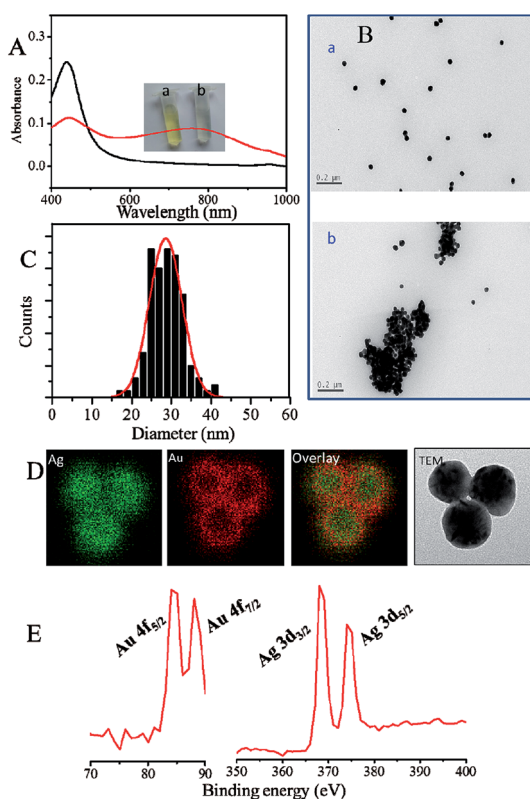 A
Absorbance
0.3
0.2
0.1
0.0
400 600 800 1000
Wavelength (nm)
a b
B
a
0.2 µm
b
0.2 µm
C
Counts
0 10 20 30 40 50 60
Diameter (nm)
D
Ag
Au
Overlay
TEM
E
Au 4f5/2
Au 4f7/2
Ag 3d3/2
Ag 3d5/2
70 80 90
350 360 370 380 390 400
Binding energy (eV)